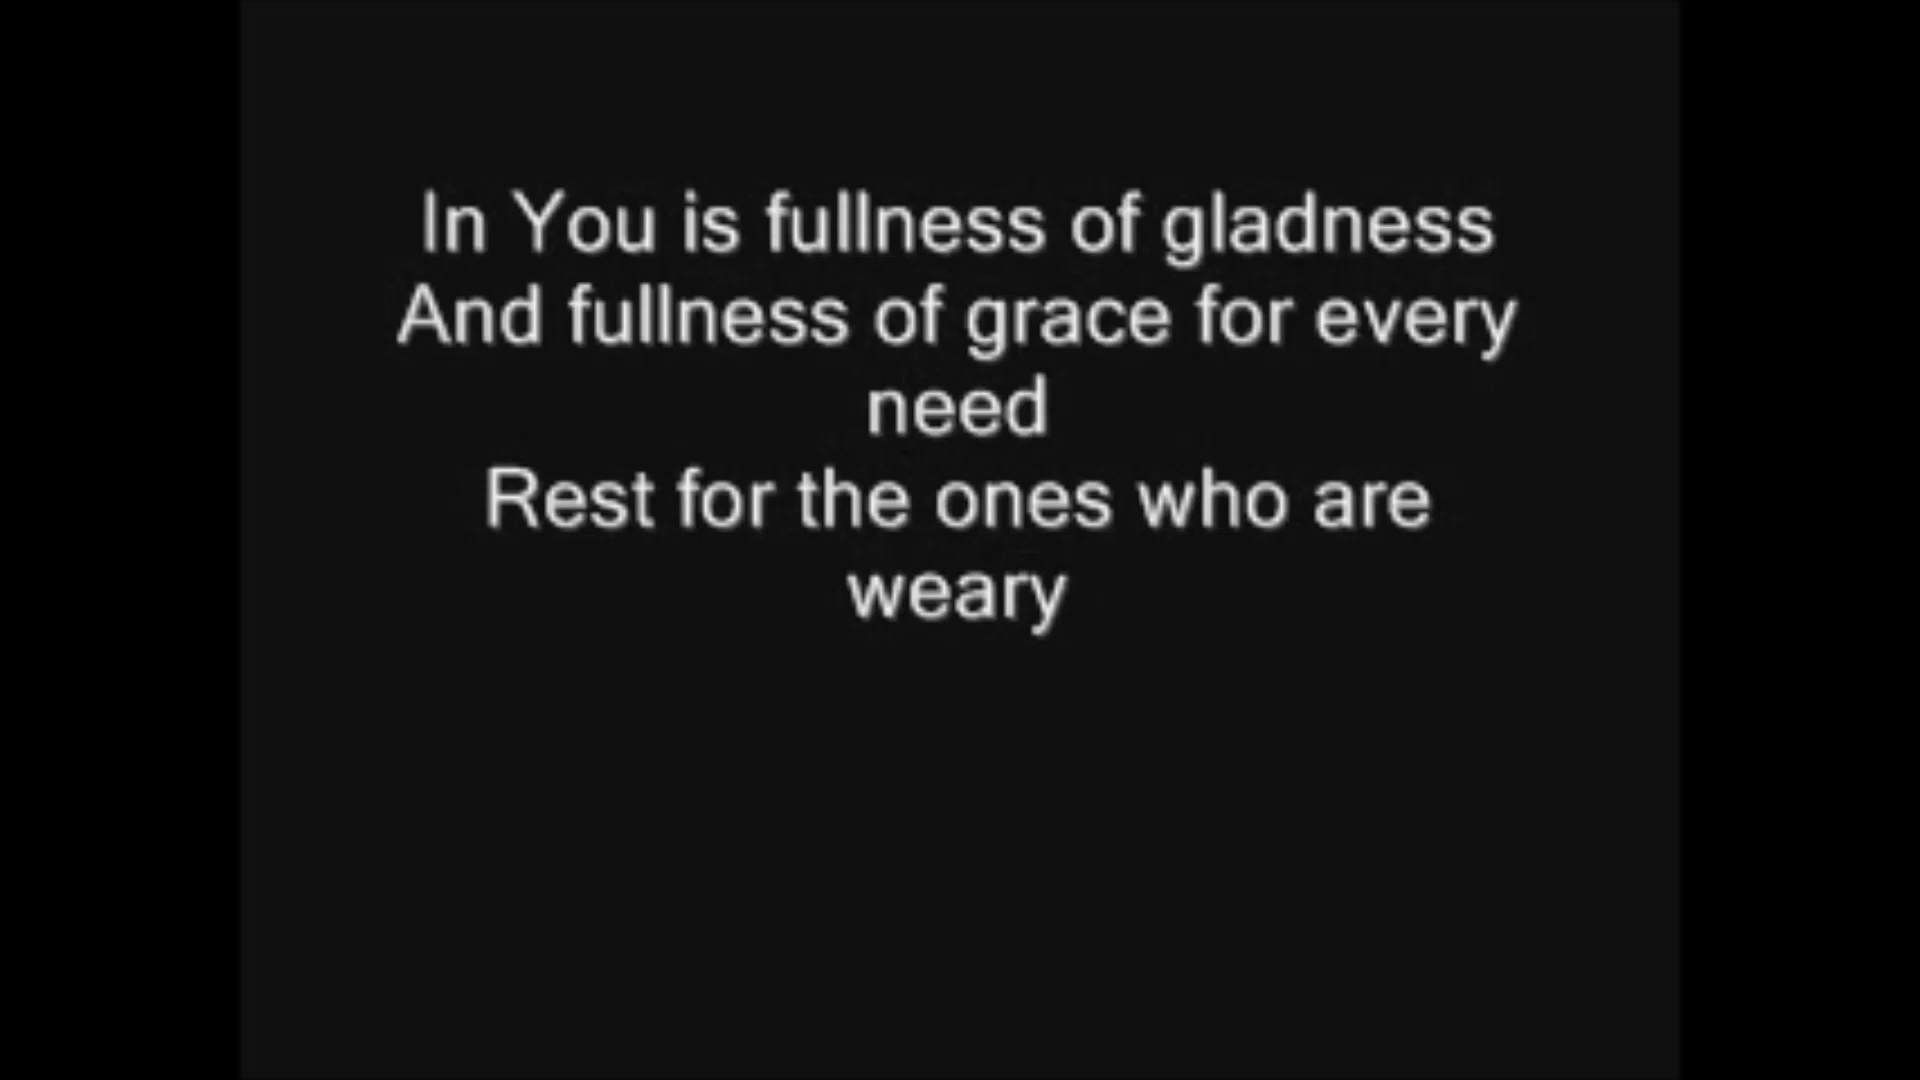 In You is fullness of gladness
And fullness of grace for every
need
Rest for the ones who are
weary